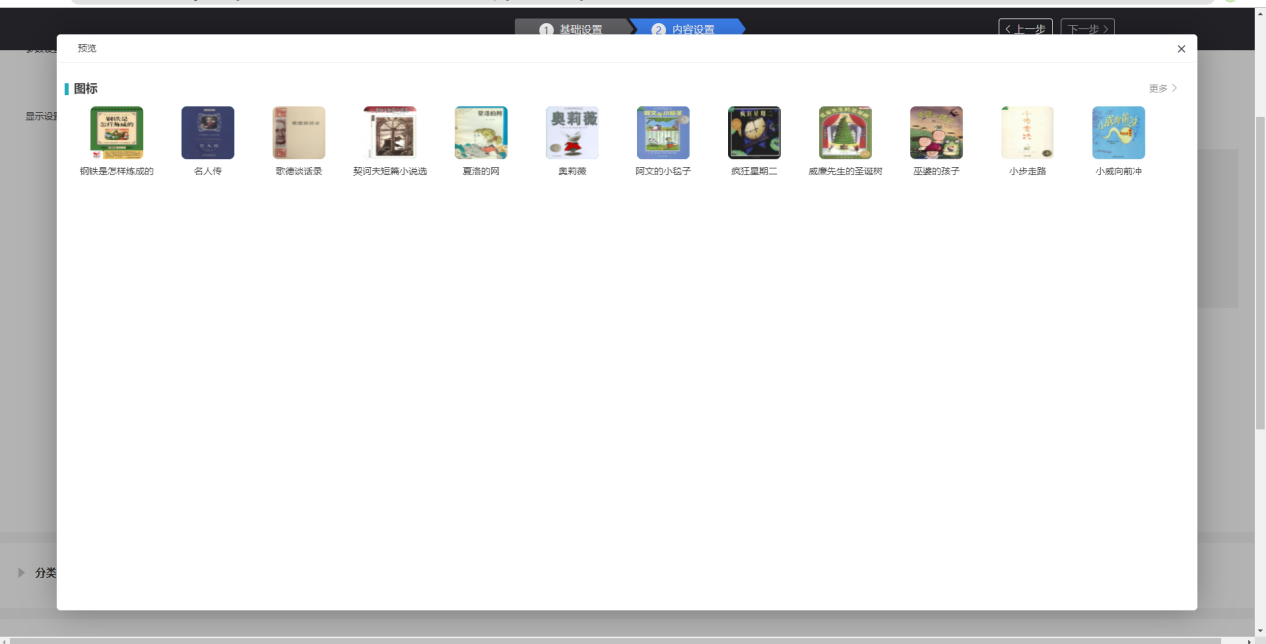 1 基础设置
2 内容设置
上一步
下一步
预览
图标
更多
钢铁是怎样炼成的
名人传
歌德谈话录
契诃夫短篇小说选
夏洛的网
奥莉薇
阿文的小毯子
疯狂星期二
威廉先生的圣诞树
巫婆的孩子
小步走路
小威向前冲
显示设
分类